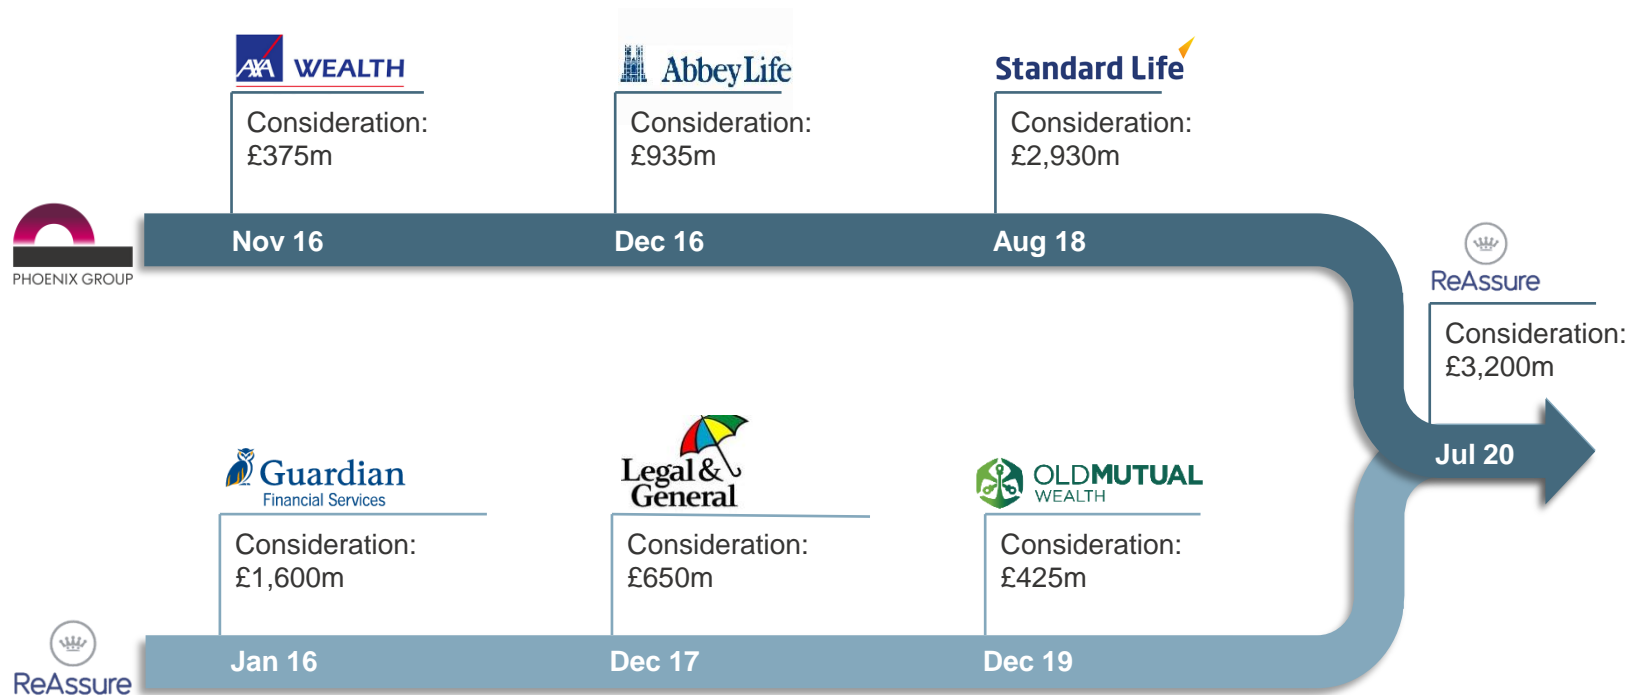 AXA WEALTH
Consideration:
£375m
Abbey Life
Consideration:
£935m
Standard Life
Consideration:
£2,930m
PHOENIX GROUP
Nov 16
Dec 16
Aug 18
ReAssure
Consideration:
£3,200m
Jul 20
Guardian
Financial Services
Consideration:
£1,600m
Legal &
General
Consideration:
£650m
OLDMUTUAL
WEALTH
Consideration:
£425m
ReAssure
Jan 16
Dec 17
Dec 19